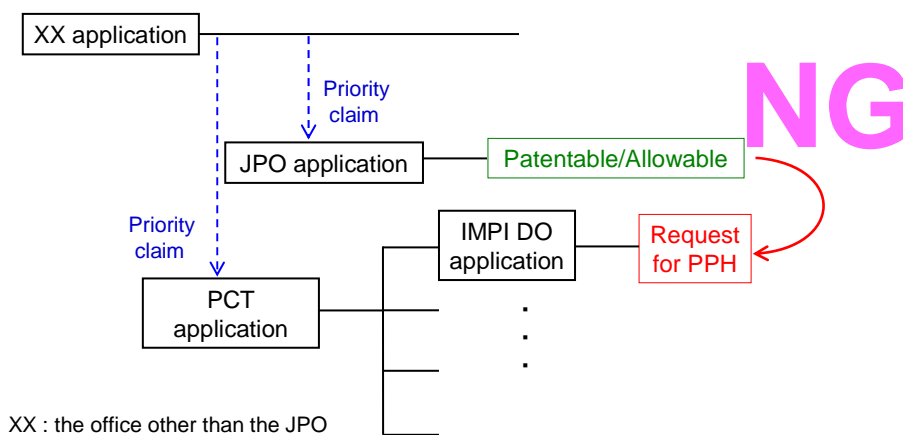 XX application
NG
Priority
claim
JPO application
Patentable/Allowable
Priority
claim
IMPI DO
application
Request
for PPH
PCT
application
XX : the office other than the JPO